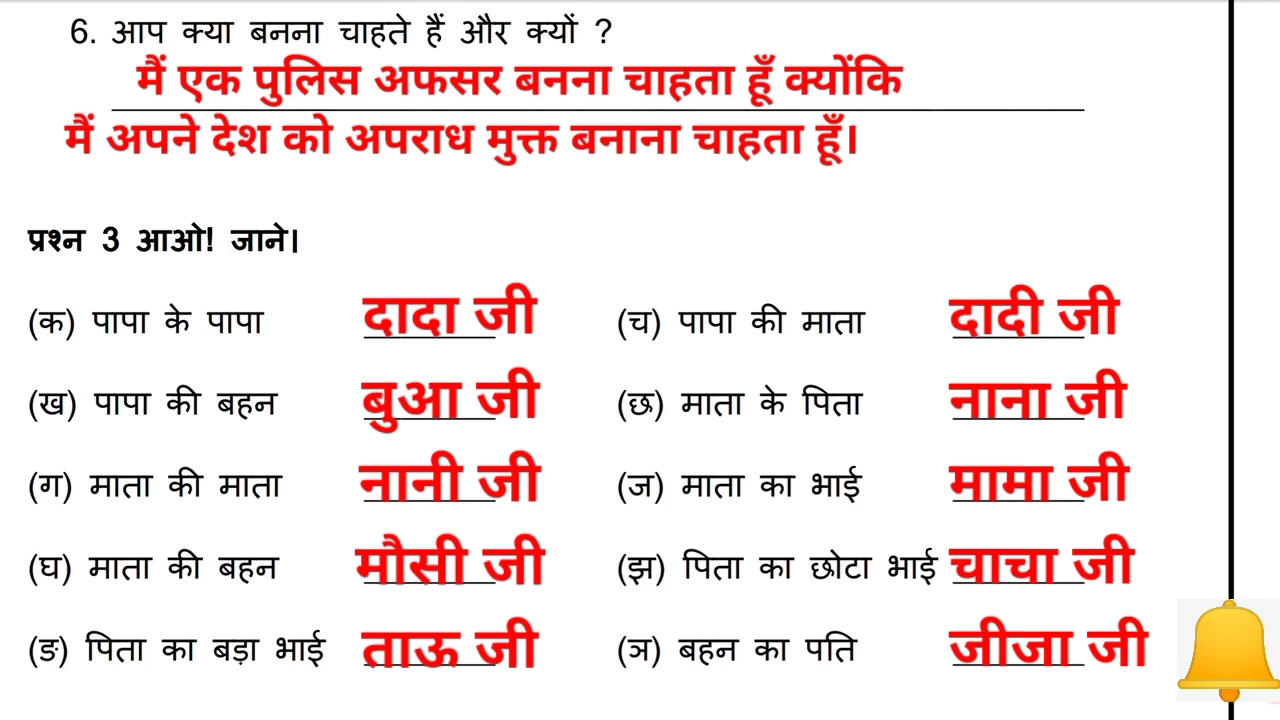 6. आप क्या बनना चाहते हैं और क्यों ?
मैं एक पुलिस अफसर बनना चाहता हूँ क्योंकि
मैं अपने देश को अपराध मुक्त बनाना चाहता हूँ।
प्रश्न 3 आओ! जाने।
(क) पापा के पापा दादा जी (च) पापा की माता दादी जी
(ख) पापा की बहन बुआ जी (छ) माता के पिता नाना जी
(ग) माता की माता नानी जी (ज) माता का भाई मामा जी
(घ) माता की बहन मौसी जी (झ) पिता का छोटा भाई चाचा जी
(ङ) पिता का बड़ा भाई ताऊ जी (ञ) बहन का पति जीजा जी